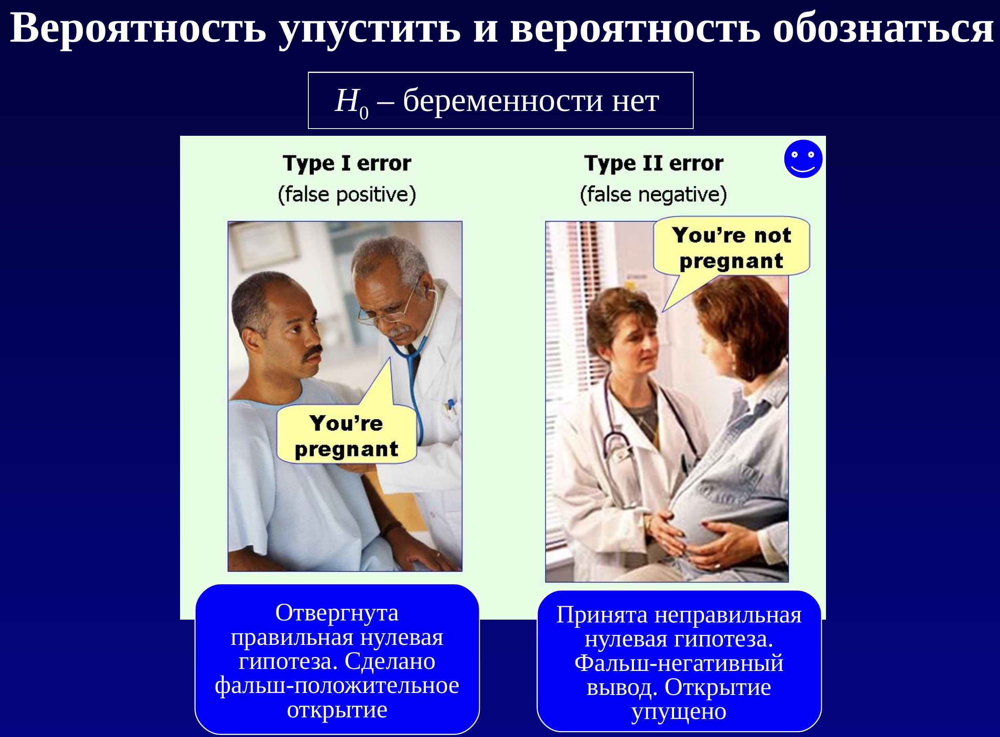 Вероятность упустить и вероятность обознаться
H0 – беременности нет
Type I error
(false positive)
You’re
pregnant
Type II error
(false negative)
You’re not
pregnant
Отвергнута
правильная нулевая
гипотеза. Сделано
фальш-положительное
открытие
Принята неправильная
нулевая гипотеза.
Фальш-негативный
вывод. Открытие
упущено